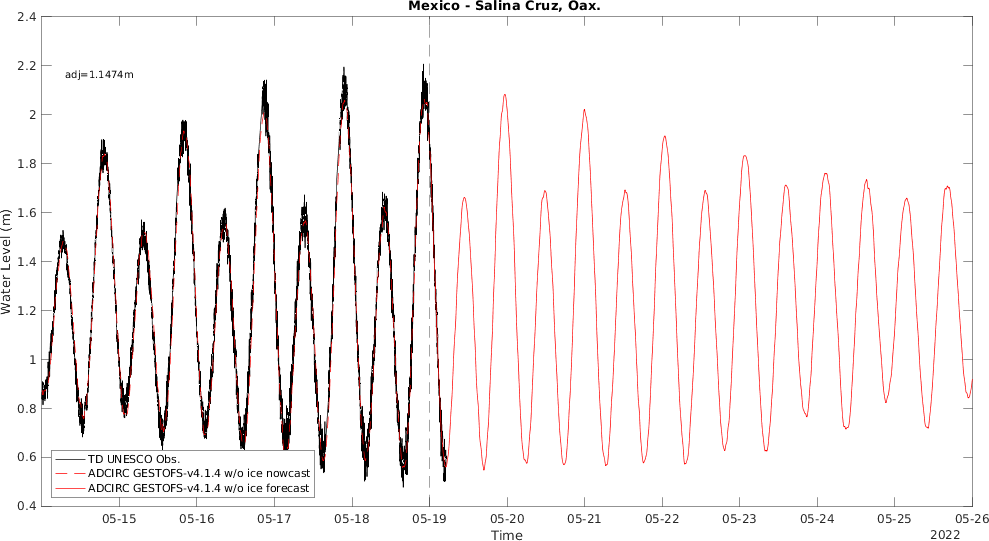 Mexico - Salina Cruz, Oax.
2.4
2.2
2
1.8
1.6
1.4
1.2
1
0.8
0.6
0.4
Water Level (m)
adj=1.1474m
TD UNESCO Obs.
ADCIRC GESTOFS-v4.1.4 w/o ice nowcast
ADCIRC GESTOFS-v4.1.4 w/o ice forecast
05-15 05-16 05-17 05-18 05-19 05-20 05-21 05-22 05-23 05-24 05-25 05-26
Time
2022